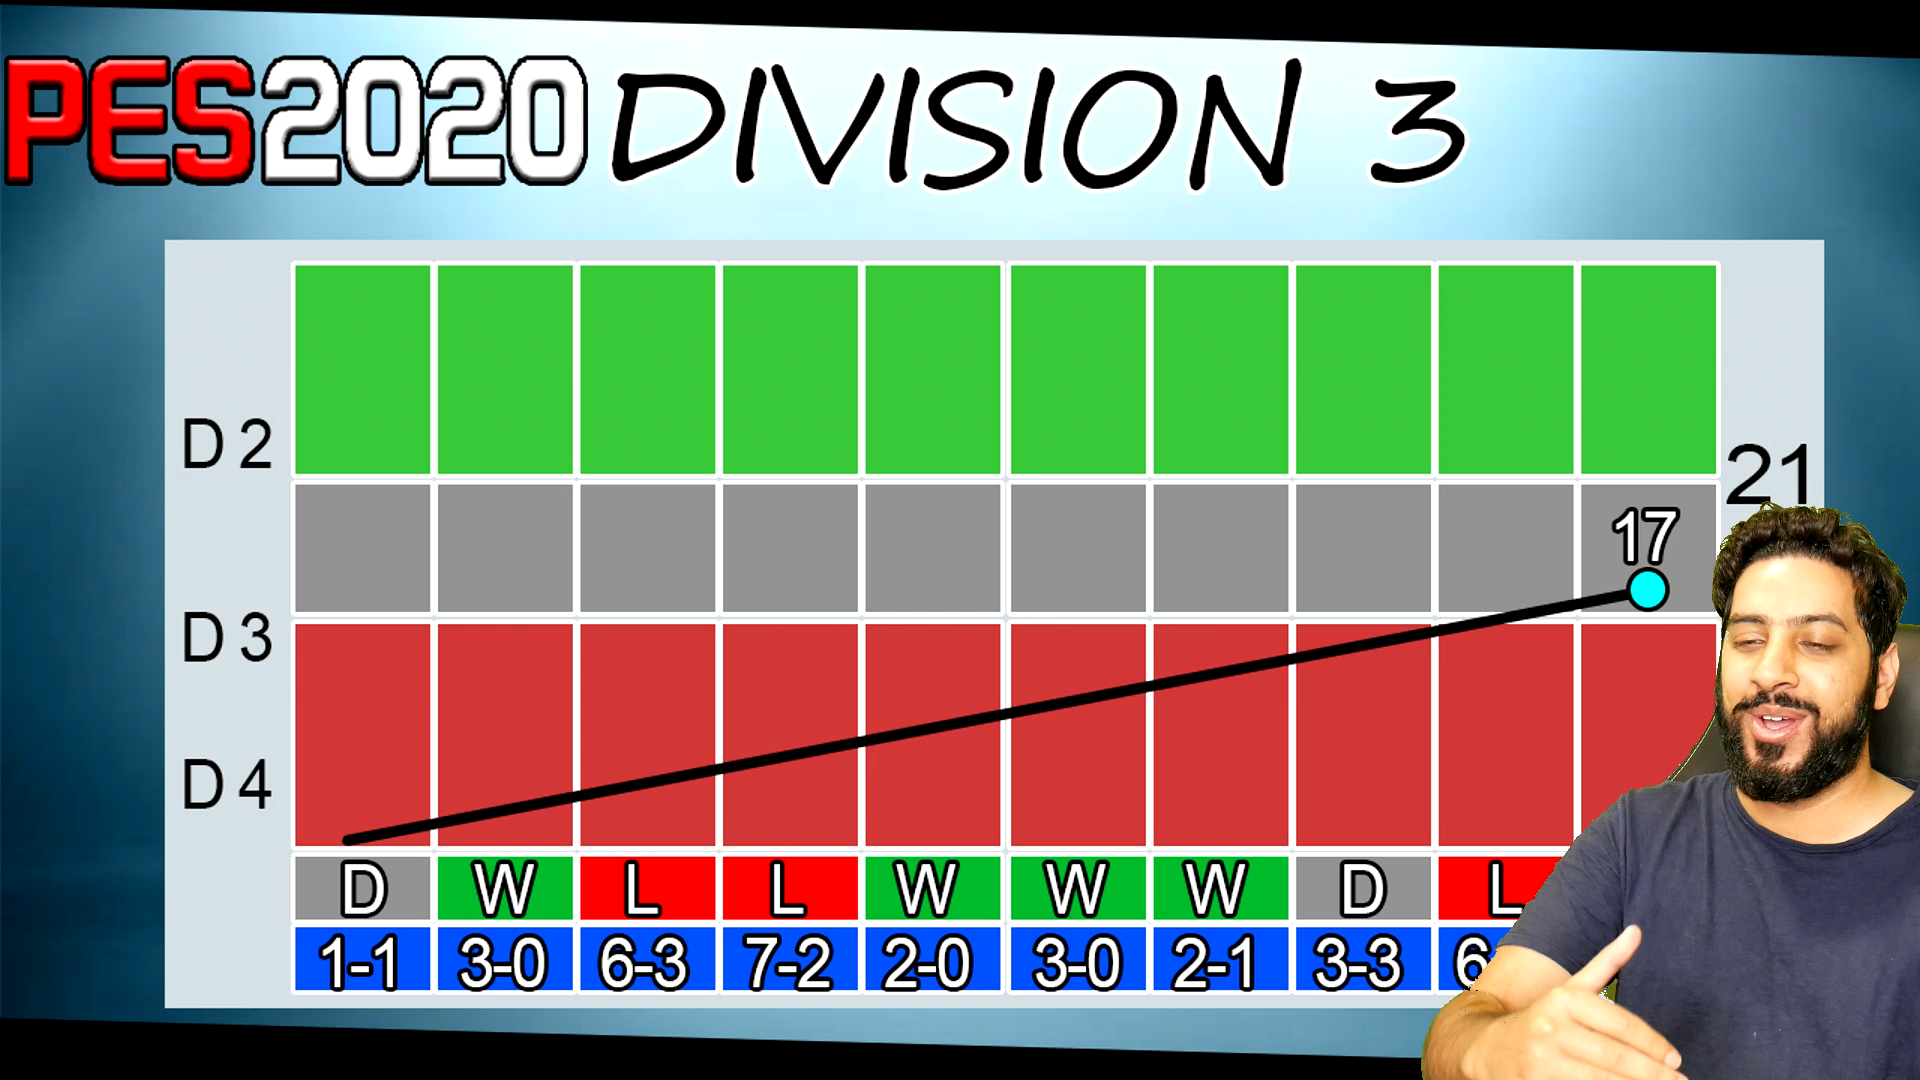 PES2020 DIVISION 3
D 2
21
17
D 3
D 4
D W L L W W W D L
1-1 3-0 6-3 7-2 2-0 3-0 2-1 3-3 6